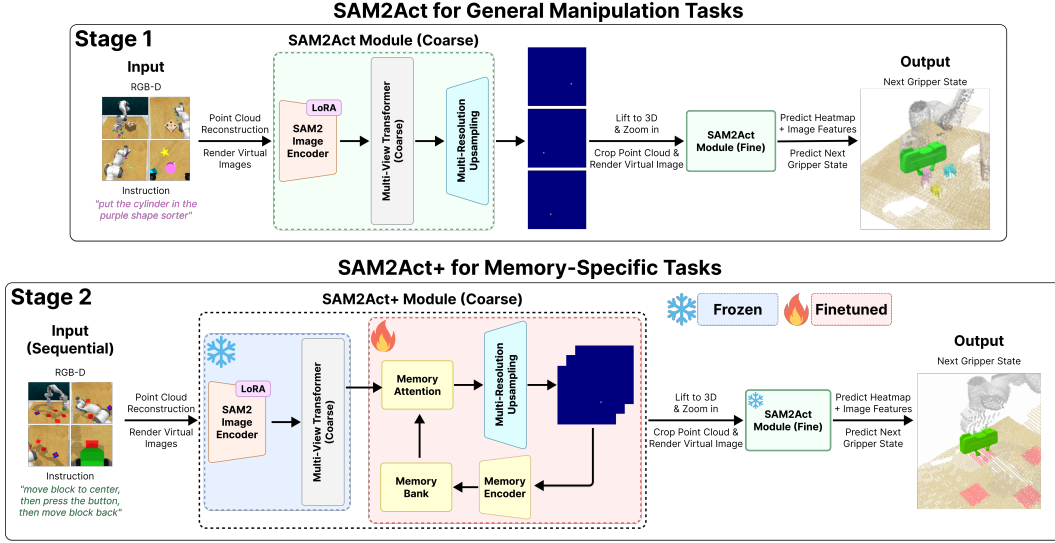 SAM2Act for General Manipulation Tasks
Stage 1
Input
RGB-D
Instruction
"put the cylinder in the
purple shape sorter"
Point Cloud
Reconstruction
Render Virtual
Images
SAM2Act Module (Coarse)
LoRA
SAM2
Image
Encoder
Multi-View Transformer
(Coarse)
Multi-Resolution
Upsampling
Lift to 3D
& Zoom in
Crop Point Cloud &
Render Virtual Image
SAM2Act
Module (Fine)
Predict Heatmap
+ Image Features
Predict Next
Gripper State
Output
Next Gripper State
SAM2Act+ for Memory-Specific Tasks
Stage 2
Input
(Sequential)
RGB-D
Instruction
"move block to center,
then press the button,
then move block back"
Point Cloud
Reconstruction
Render Virtual
Images
SAM2Act+ Module (Coarse)
Frozen
Finetuned
LoRA
SAM2
Image
Encoder
Multi-View Transformer
(Coarse)
Memory
Attention
Multi-Resolution
Upsampling
Memory
Bank
Memory
Encoder
Lift to 3D
& Zoom in
Crop Point Cloud &
Render Virtual Image
SAM2Act
Module (Fine)
Predict Heatmap
+ Image Features
Predict Next
Gripper State
Output
Next Gripper State